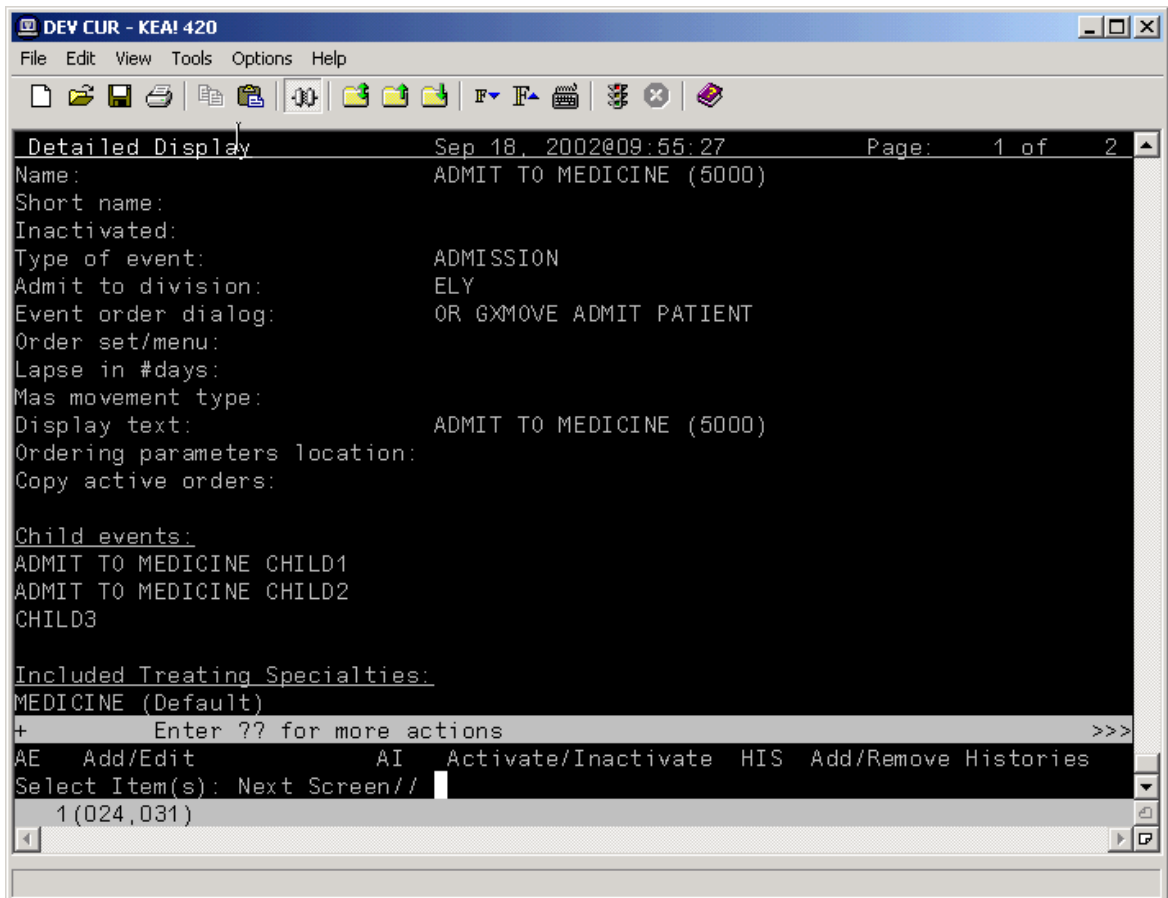 DEV CUR - KEA! 420
File Edit View Tools Options Help
Detailed Display Sep 18, 2002@09:55:27 Page: 1 of 2
Name: ADMIT TO MEDICINE (5000)
Short name:
Inactivated:
Type of event: ADMISSION
Admit to division: ELY
Event order dialog: OR GXMOVE ADMIT PATIENT
Order set/menu:
Lapse in #days:
Mas movement type:
Display text: ADMIT TO MEDICINE (5000)
Ordering parameters location:
Copy active orders:
Child events:
ADMIT TO MEDICINE CHILD1
ADMIT TO MEDICINE CHILD2
CHILD3
Included Treating Specialties:
MEDICINE (Default)
+ Enter ?? for more actions >>>
AE Add/Edit AI Activate/Inactivate HIS Add/Remove Histories
Select Item(s): Next Screen//
1(024,031)